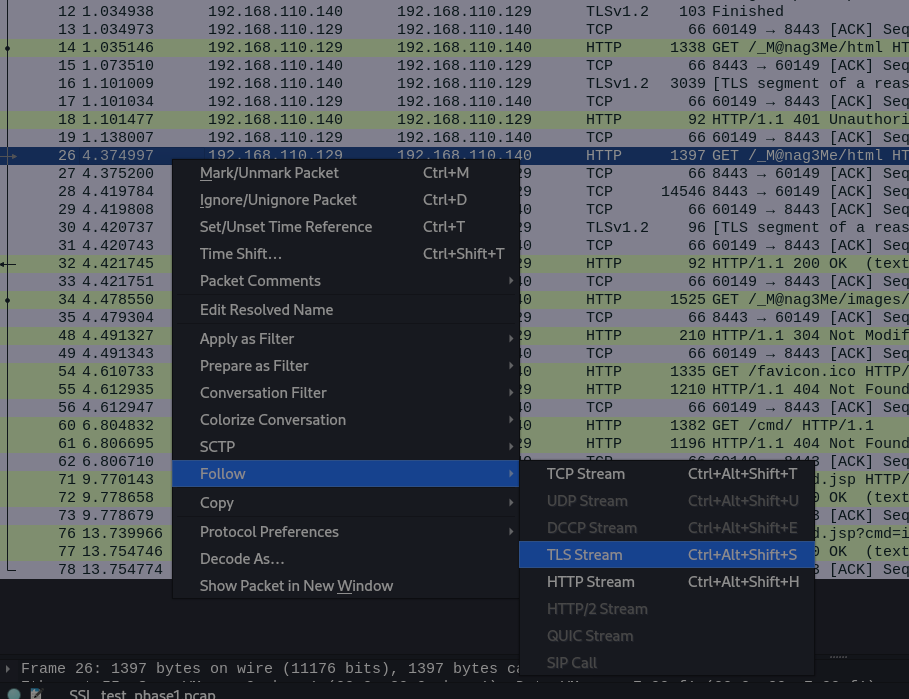 12 1.034938 192.168.110.140 192.168.110.129 TLSv1.2 103 Finished
13 1.034973 192.168.110.129 192.168.110.140 TCP 66 60149 → 8443 [ACK] Seq
14 1.035146 192.168.110.129 192.168.110.140 HTTP 1338 GET /_M@nag3Me/html HT
15 1.073510 192.168.110.140 192.168.110.129 TCP 66 8443 → 60149 [ACK] Seq
16 1.101009 192.168.110.140 192.168.110.129 TLSv1.2 3039 [TLS segment of a reas
17 1.101034 192.168.110.129 192.168.110.140 TCP 66 60149 → 8443 [ACK] Seq
18 1.101477 192.168.110.140 192.168.110.129 HTTP 92 HTTP/1.1 401 Unauthori
19 1.138007 192.168.110.129 192.168.110.140 TCP 66 60149 → 8443 [ACK] Seq
26 4.374997 192.168.110.129 192.168.110.140 HTTP 1397 GET /_M@nag3Me/html HT
27 4.375200 Mark/Unmark Packet Ctrl+M 29 TCP 66 8443 → 60149 [ACK] Seq
28 4.419784 Ignore/Unignore Packet Ctrl+D 29 TCP 14546 8443 → 60149 [ACK] Seq
29 4.419808 40 TCP 66 60149 → 8443 [ACK] Seq
30 4.420737 Set/Unset Time Reference Ctrl+T 29 TLSv1.2 96 [TLS segment of a reas
31 4.420743 Time Shift… Ctrl+Shift+T 40 TCP 66 60149 → 8443 [ACK] Seq
32 4.421745 29 HTTP 92 HTTP/1.1 200 OK (text
33 4.421751 Packet Comments 40 TCP 66 60149 → 8443 [ACK] Seq
34 4.478550 Edit Resolved Name 40 HTTP 1525 GET /_M@nag3Me/images/
35 4.479304 29 TCP 66 8443 → 60149 [ACK] Seq
48 4.491327 Apply as Filter 29 HTTP 210 HTTP/1.1 304 Not Modif
49 4.491343 40 TCP 66 60149 → 8443 [ACK] Seq
54 4.610733 Prepare as Filter 40 HTTP 1335 GET /favicon.ico HTTP/
55 4.612935 Conversation Filter 29 HTTP 1210 HTTP/1.1 404 Not Found
56 4.612947 40 TCP 66 60149 → 8443 [ACK] Seq
60 6.804832 Colorize Conversation 40 HTTP 1382 GET /cmd/ HTTP/1.1
61 6.806695 SCTP 29 HTTP 1196 HTTP/1.1 404 Not Found
62 6.806710 [ACK] Seq
71 9.770143 Follow TCP Stream Ctrl+Alt+Shift+T d.jsp HTTP/
72 9.778658 Copy UDP Stream Ctrl+Alt+Shift+U 0 OK (text
73 9.778679 [ACK] Seq
76 13.739966 Protocol Preferences DCCP Stream Ctrl+Alt+Shift+E d.jsp?cmd=i
77 13.754746 Decode As… TLS Stream Ctrl+Alt+Shift+S 0 OK (text
78 13.754774 [ACK] Seq
Show Packet in New Window HTTP Stream Ctrl+Alt+Shift+H
HTTP/2 Stream
QUIC Stream
SIP Call
Frame 26: 1397 bytes on wire (11176 bits), 1397 bytes ca
SSL_test_phase1.pcap